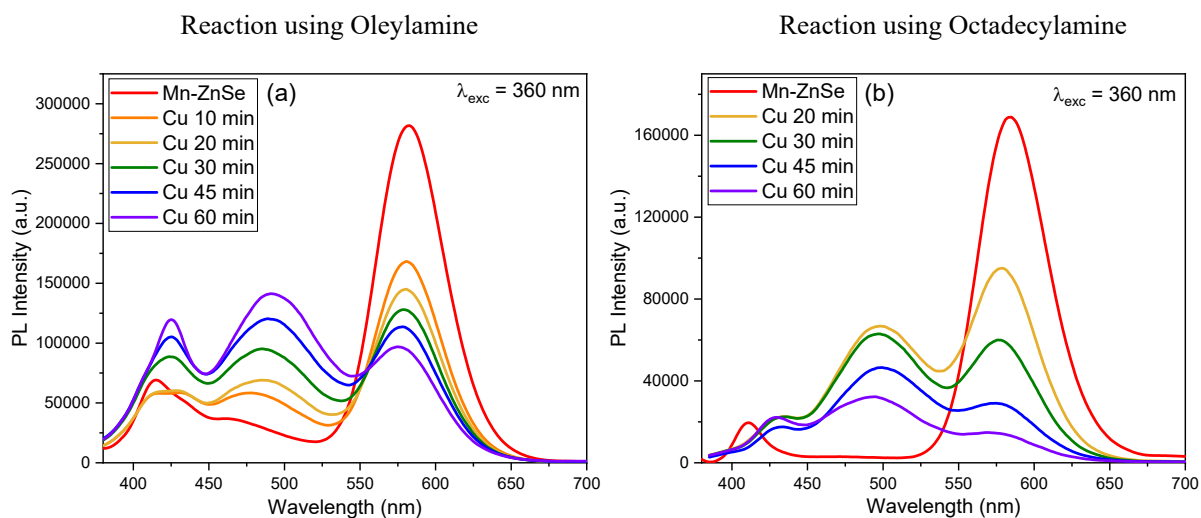 Reaction using Oleylamine
Reaction using Octadecylamine
(a)
λexc = 360 nm
Mn-ZnSe
Cu 10 min
Cu 20 min
Cu 30 min
Cu 45 min
Cu 60 min
PL Intensity (a.u.)
300000
250000
200000
150000
100000
50000
0
400 450 500 550 600 650 700
Wavelength (nm)
(b)
λexc = 360 nm
Mn-ZnSe
Cu 20 min
Cu 30 min
Cu 45 min
Cu 60 min
PL Intensity (a.u.)
160000
120000
80000
40000
0
400 450 500 550 600 650 700
Wavelength (nm)